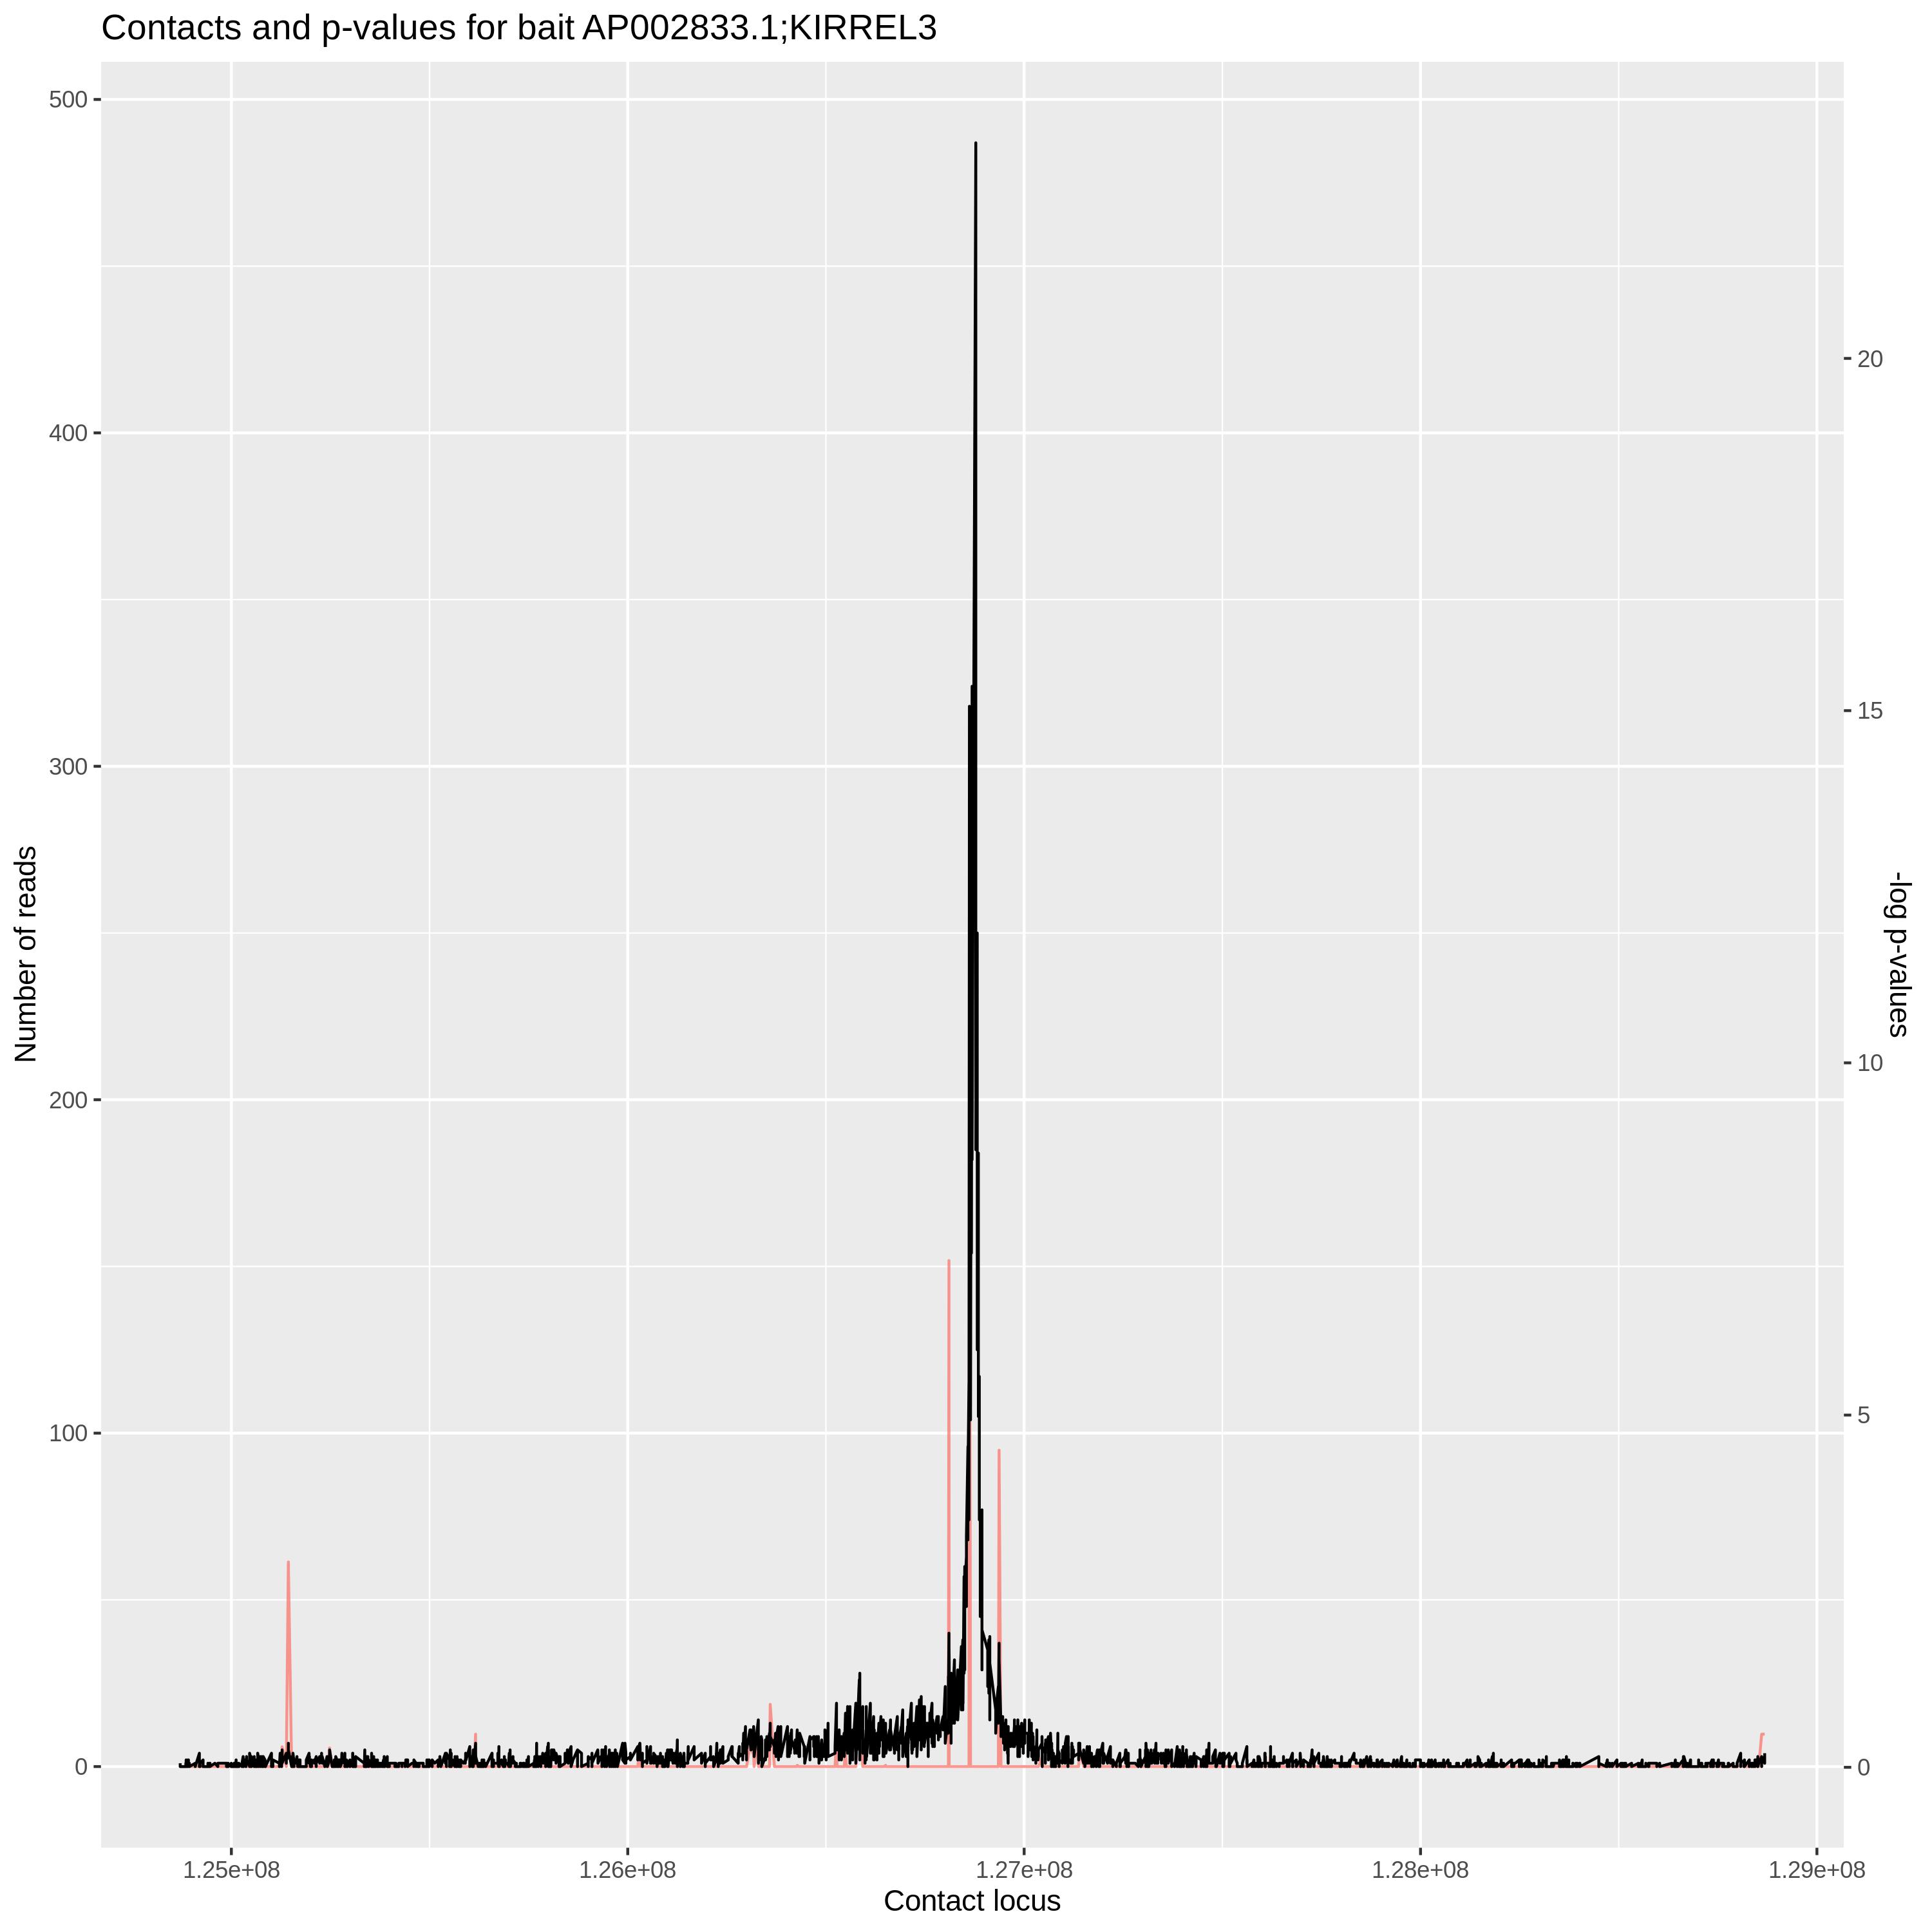 Contacts and p-values for bait AP002833.1;KIRREL3
500
400
300
200
100
0
Number of reads
20
15
10
5
0
-log p-values
1.25e+08
1.26e+08
1.27e+08
1.28e+08
1.29e+08
Contact locus